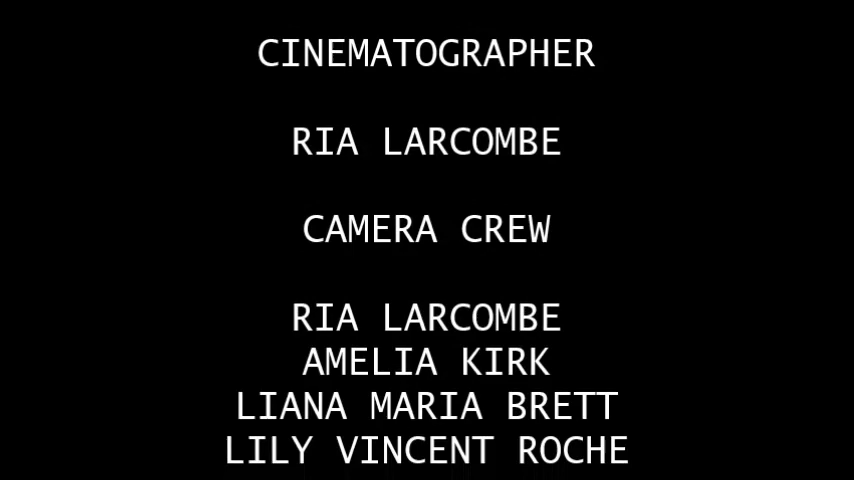 CINEMATOGRAPHER
RIA LARCOMBE
CAMERA CREW
RIA LARCOMBE
AMELIA KIRK
LIANA MARIA BRETT
LILY VINCENT ROCHE